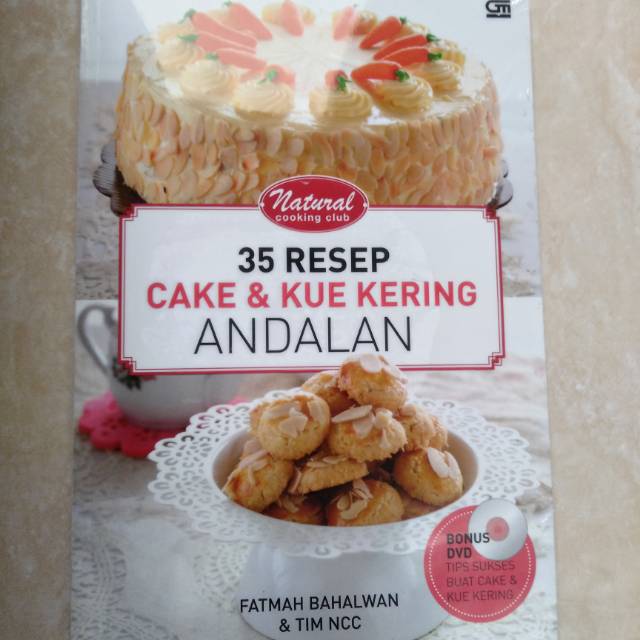 GM
Natural
cooking club
35 RESEP
CAKE & KUE KERING
ANDALAN
BONUS
DVD
TIPS SUKSES
BUAT CAKE &
KUE KERING
FATMAH BAHALWAN
& TIM NCC